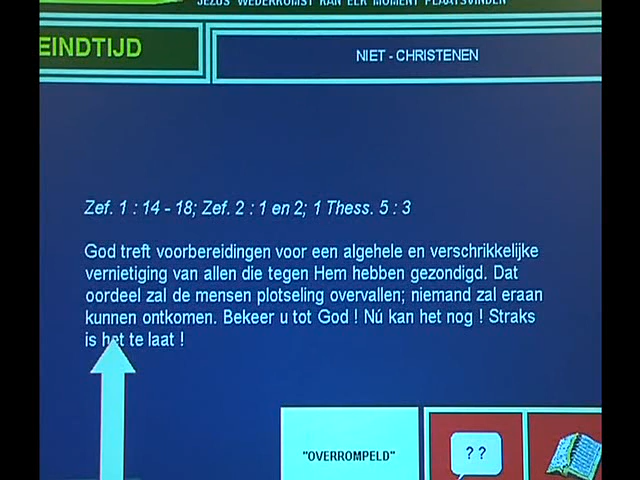 JEZUS' WEDERKOMST KAN ELK MOMENT PLAATSVINDEN
EINDTIJD
NIET - CHRISTENEN
Zef. 1 : 14 - 18; Zef. 2 : 1 en 2; 1 Thess. 5 : 3
God treft voorbereidingen voor een algehele en verschrikkelijke
vernietiging van allen die tegen Hem hebben gezondigd. Dat
oordeel zal de mensen plotseling overvallen; niemand zal eraan
kunnen ontkomen. Bekeer u tot God ! Nú kan het nog ! Straks
is het te laat !
"OVERROMPELD"
? ?